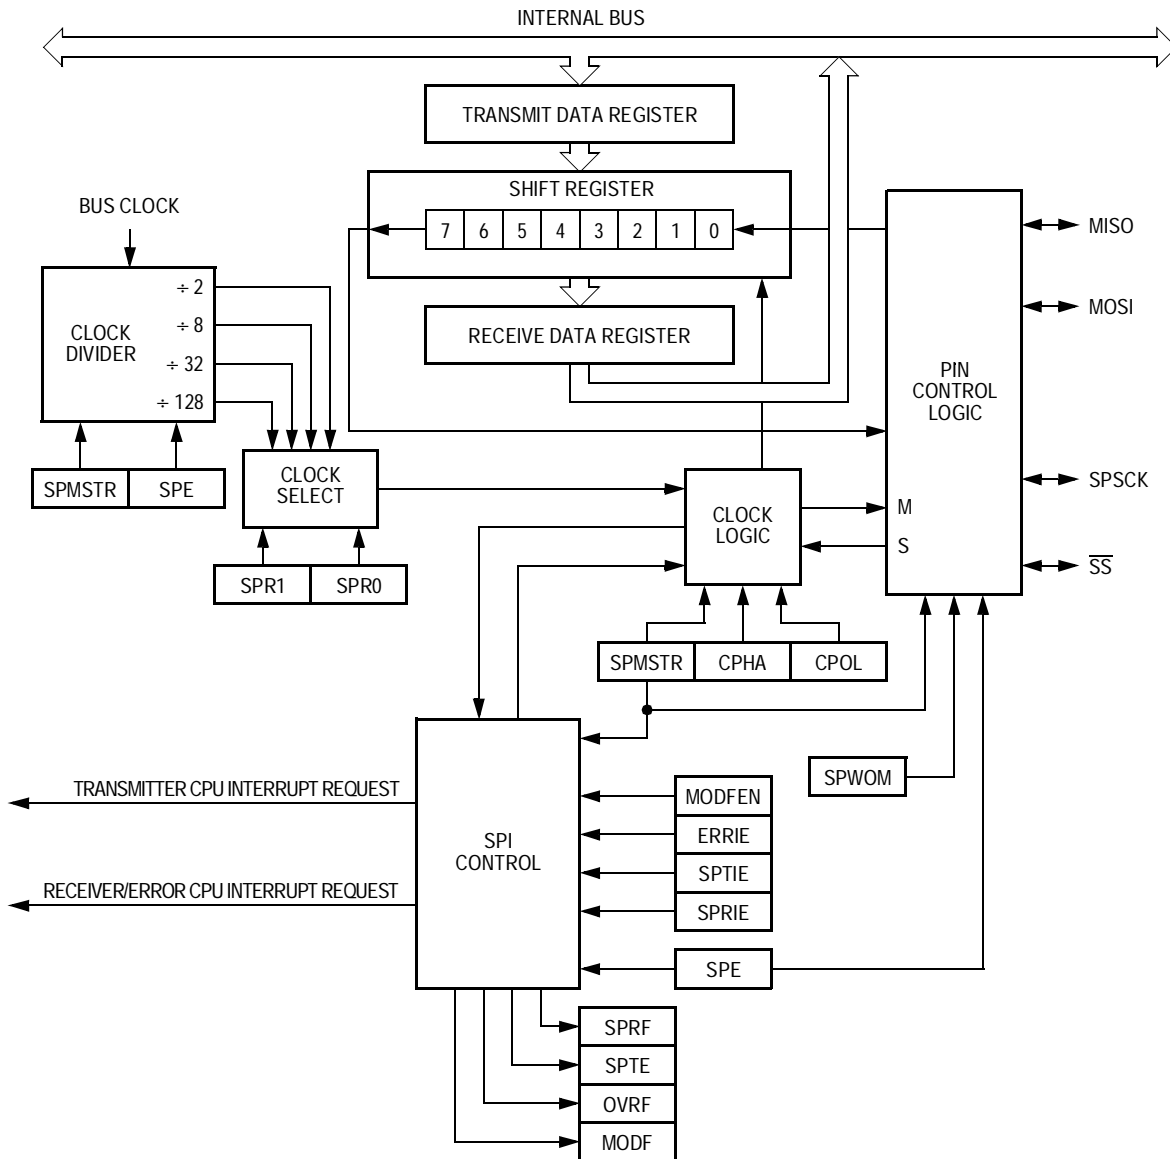 INTERNAL BUS
TRANSMIT DATA REGISTER
SHIFT REGISTER
7 6 5 4 3 2 1 0
BUS CLOCK
÷ 2
÷ 8
÷ 32
÷ 128
CLOCK
DIVIDER
RECEIVE DATA REGISTER
MISO
MOSI
PIN
CONTROL
LOGIC
SPSCK
SS
M
S
SPMSTR SPE
CLOCK
SELECT
CLOCK
LOGIC
SPR1 SPR0
SPMSTR CPHA CPOL
SPWOM
TRANSMITTER CPU INTERRUPT REQUEST
RECEIVER/ERROR CPU INTERRUPT REQUEST
SPI
CONTROL
MODFEN
ERRIE
SPTIE
SPRIE
SPE
SPRF
SPTE
OVRF
MODF